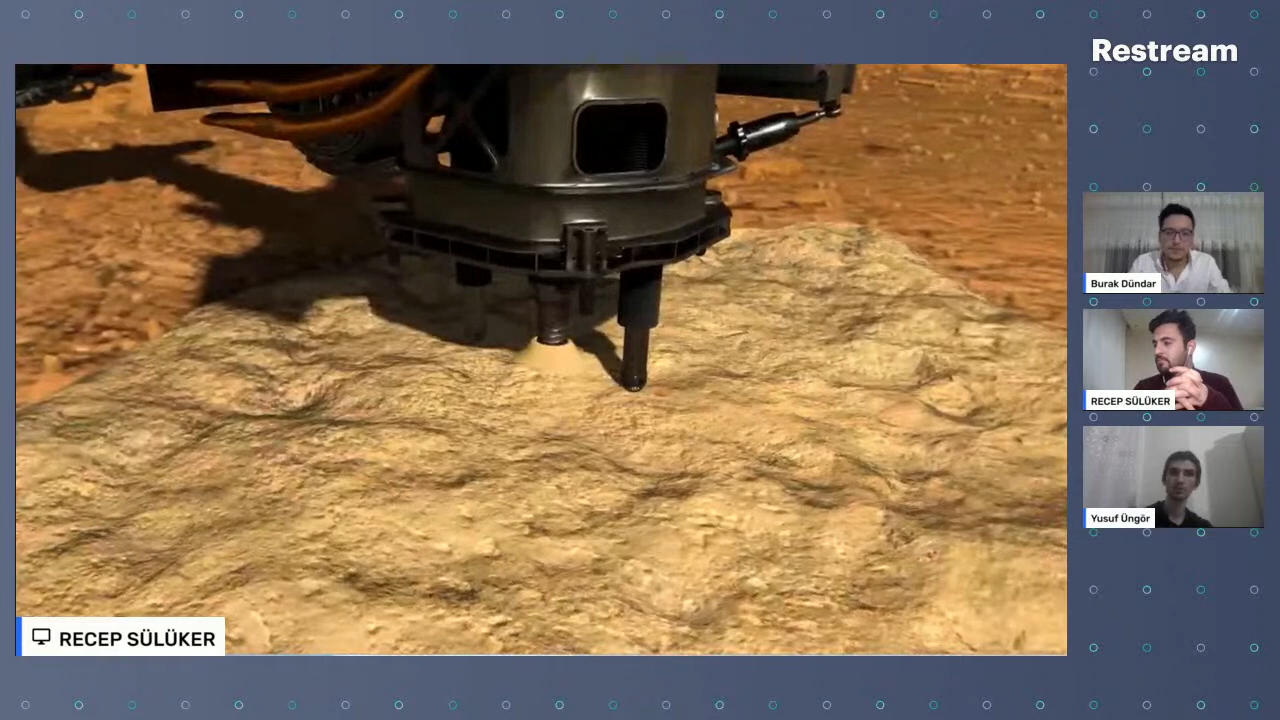 Restream
Burak Dündar
RECEP SÜLÜKER
Yusuf Üngör
RECEP SÜLÜKER